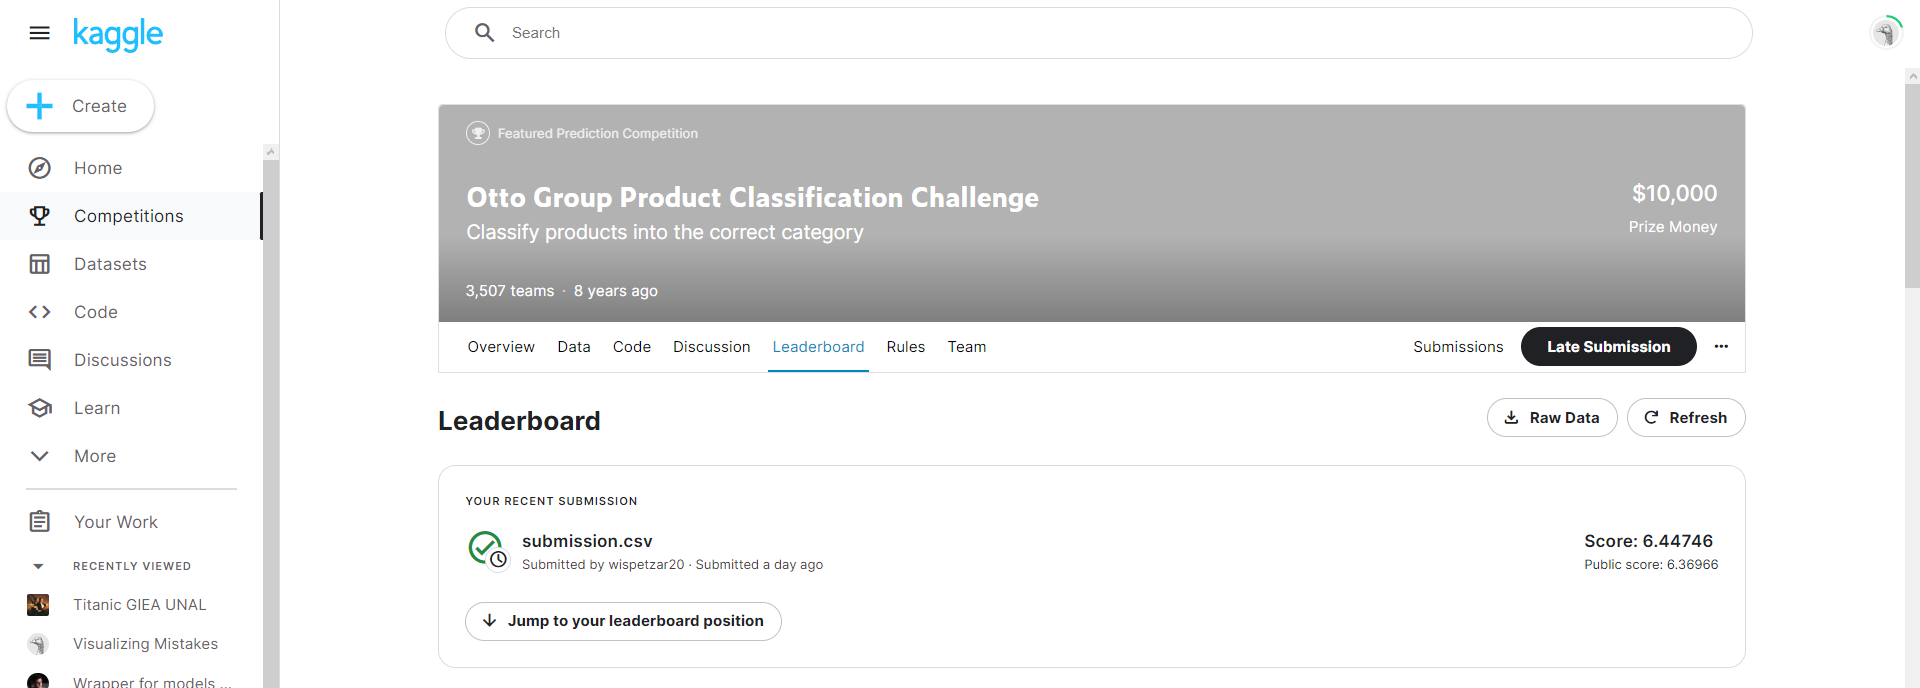 kaggle
Search
Create
Home
Competitions
Datasets
Code
Discussions
Learn
More
Your Work
RECENTLY VIEWED
Titanic GIEA UNAL
Visualizing Mistakes
Wrapper for models ...
Featured Prediction Competition
Otto Group Product Classification Challenge
Classify products into the correct category
$10,000
Prize Money
3,507 teams · 8 years ago
Overview Data Code Discussion Leaderboard Rules Team Submissions Late Submission ...
Leaderboard
Raw Data Refresh
YOUR RECENT SUBMISSION
submission.csv
Submitted by wispetzar20 · Submitted a day ago
Score: 6.44746
Public score: 6.36966
Jump to your leaderboard position